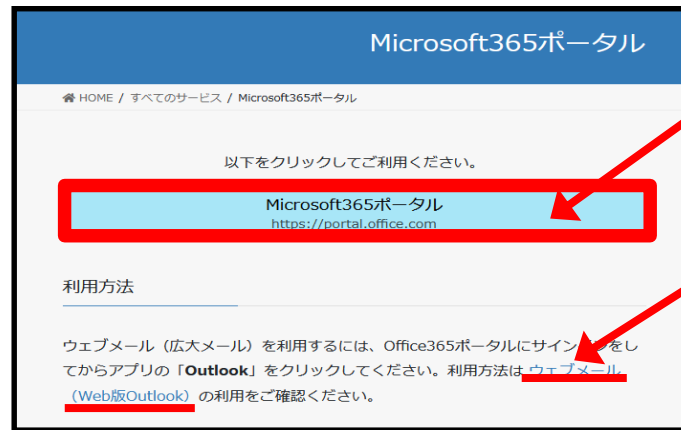 Microsoft365ポータル
HOME / すべてのサービス / Microsoft365ポータル
以下をクリックしてご利用ください。
Microsoft365ポータル
https://portal.office.com
利用方法
ウェブメール（広大メール）を利用するには、Office365ポータルにサインインをし
てからアプリの「Outlook」をクリックしてください。利用方法は ウェブメール
（Web版Outlook）の利用をご確認ください。